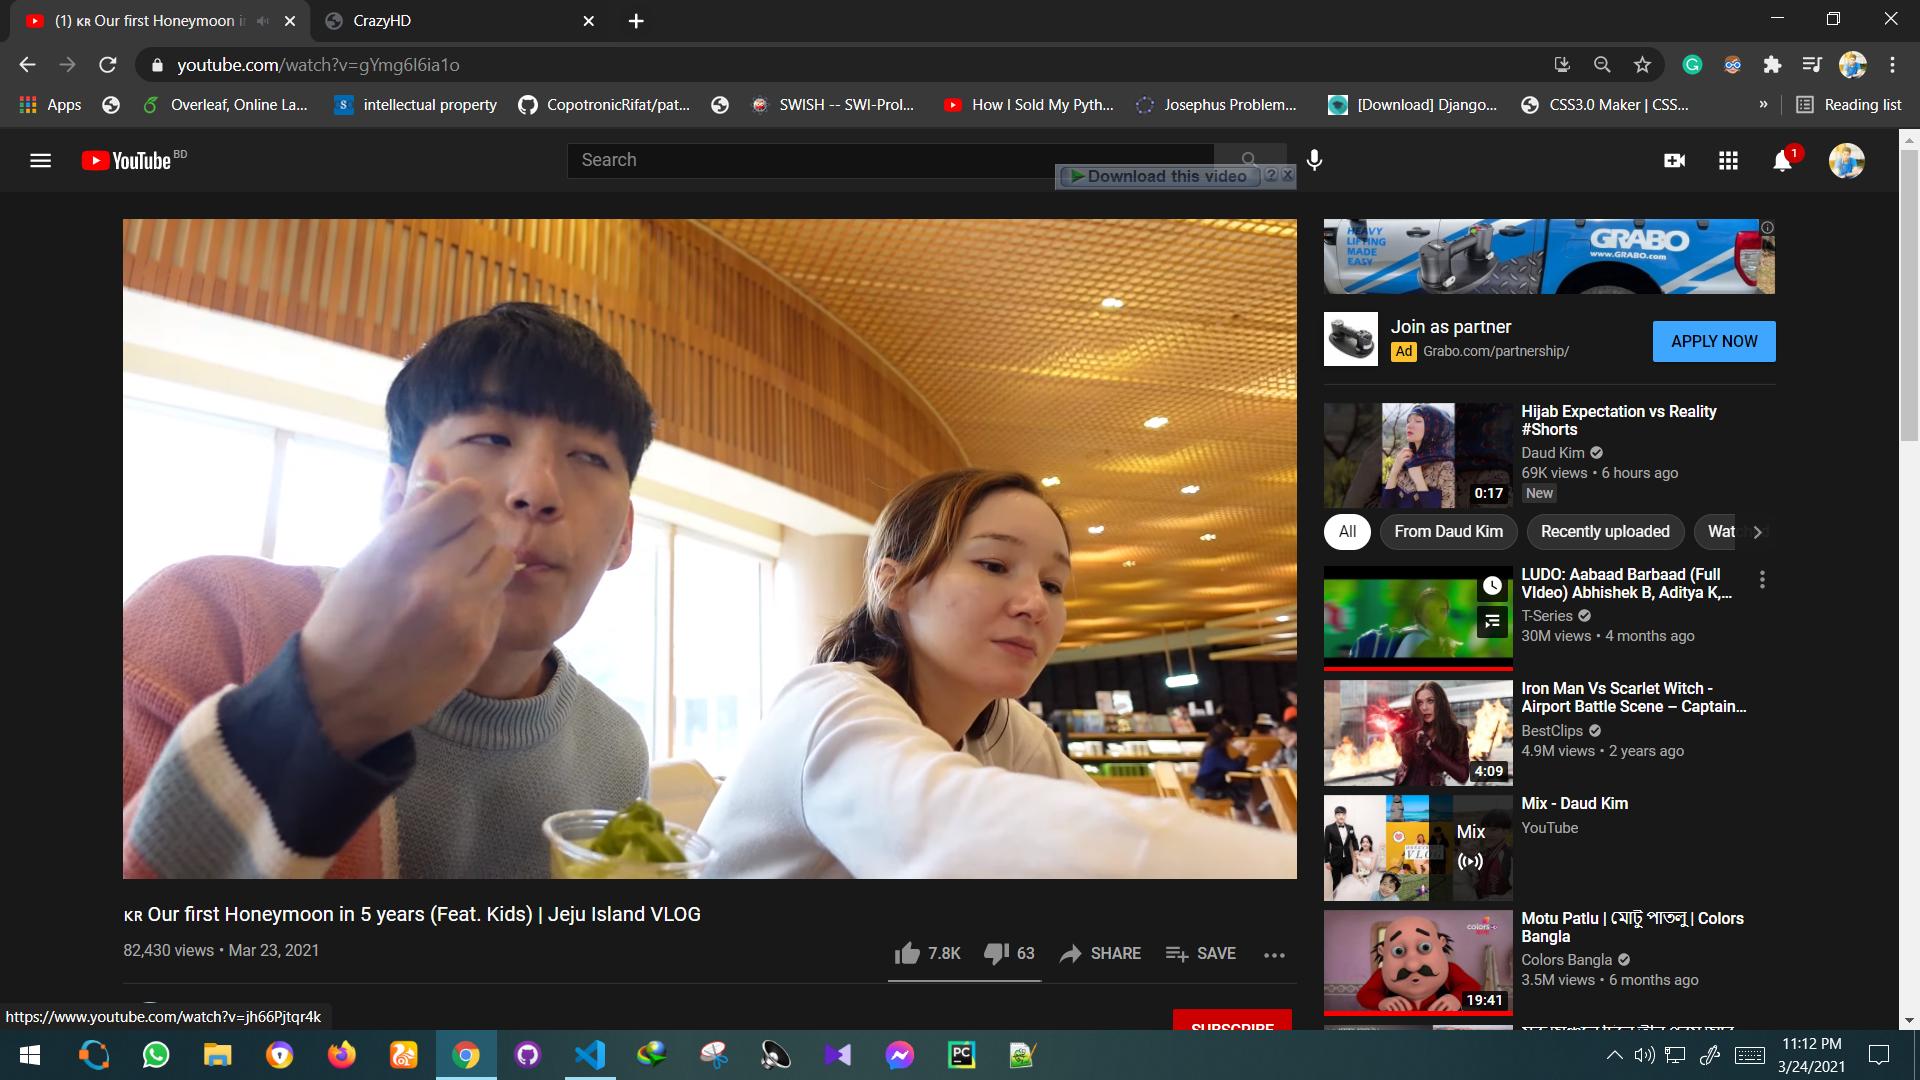 (1) ᴋʀ Our first Honeymoon in
CrazyHD
youtube.com/watch?v=gYmg6I6ia1o
Apps
Overleaf, Online La...
intellectual property
CopotronicRifat/pat...
SWISH -- SWI-Prol...
How I Sold My Pyth...
Josephus Problem...
[Download] Django...
CSS3.0 Maker | CSS...
»
Reading list
YouTube BD
Search
Download this video
1
HEAVY
LIFTING
MADE
EASY
GRABO
www.GRABO.com
Join as partner
Ad Grabo.com/partnership/
APPLY NOW
Hijab Expectation vs Reality
#Shorts
Daud Kim
69K views • 6 hours ago
New
0:17
All
From Daud Kim
Recently uploaded
LUDO: Aabaad Barbaad (Full
VIdeo) Abhishek B, Aditya K,...
T-Series
30M views • 4 months ago
Iron Man Vs Scarlet Witch -
Airport Battle Scene – Captain...
BestClips
4.9M views • 2 years ago
4:09
Mix - Daud Kim
YouTube
Mix
Motu Patlu | মোটু পাতলু | Colors
Bangla
Colors Bangla
3.5M views • 6 months ago
19:41
ᴋʀ Our first Honeymoon in 5 years (Feat. Kids) | Jeju Island VLOG
82,430 views • Mar 23, 2021
7.8K
63
SHARE
SAVE
SUBSCRIBE
https://www.youtube.com/watch?v=jh66Pjtqr4k
PC
11:12 PM
3/24/2021